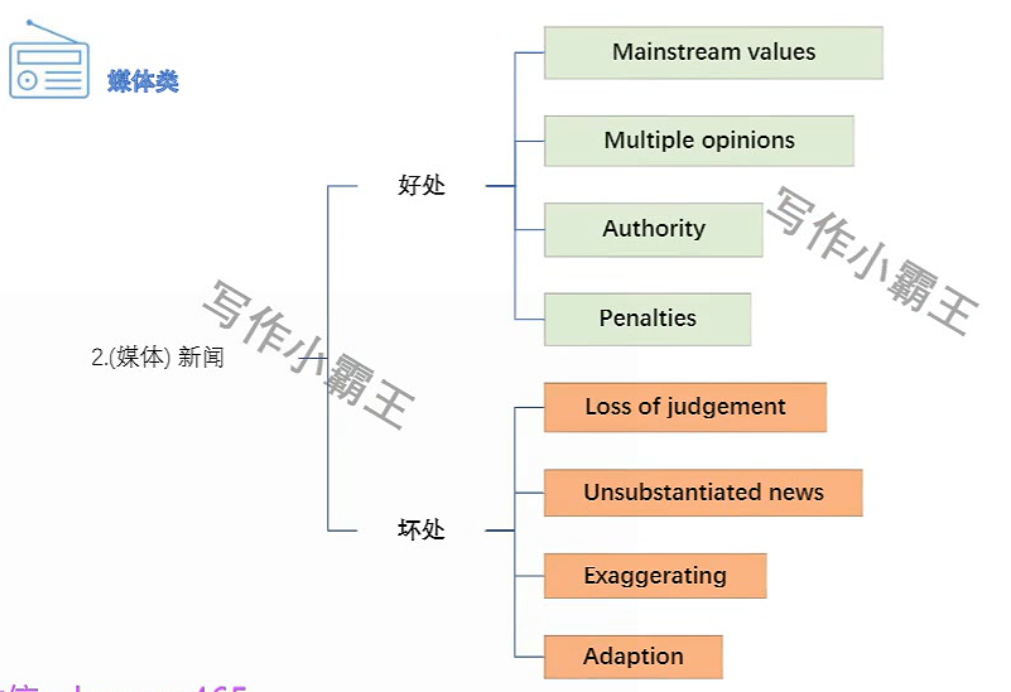 媒体类
Mainstream values
Multiple opinions
好处
Authority
写作小霸王
Penalties
写作小霸王
2.(媒体) 新闻
Loss of judgement
Unsubstantiated news
坏处
Exaggerating
Adaption